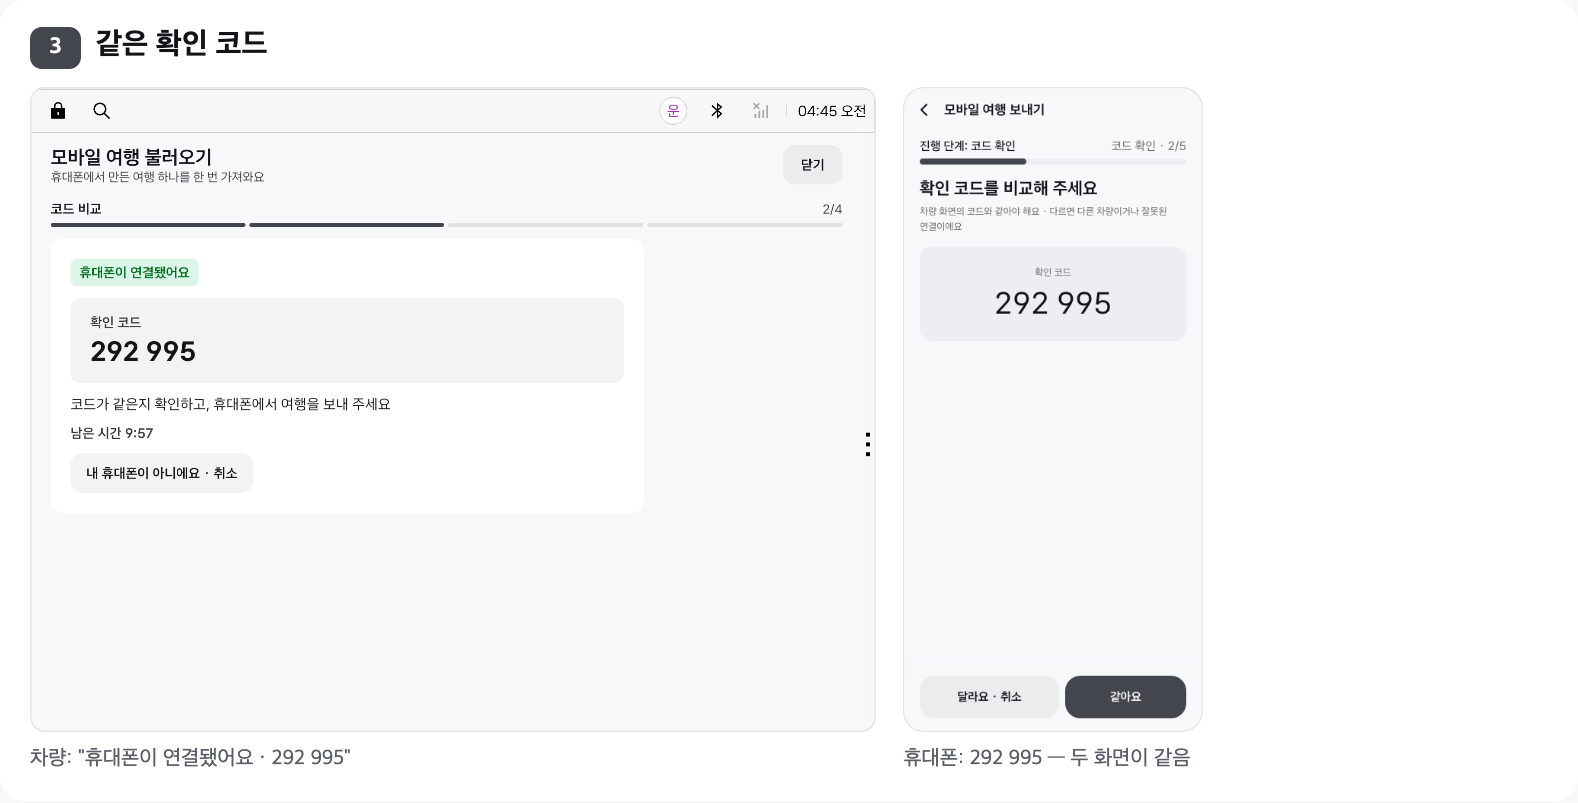 3 같은 확인 코드
운 04:45 오전
모바일 여행 불러오기
닫기
휴대폰에서 만든 여행 하나를 한 번 가져와요
코드 비교 2/4
휴대폰이 연결됐어요
확인 코드
292 995
코드가 같은지 확인하고, 휴대폰에서 여행을 보내 주세요
남은 시간 9:57
내 휴대폰이 아니에요 · 취소
차량: "휴대폰이 연결됐어요 · 292 995"
모바일 여행 보내기
진행 단계: 코드 확인 코드 확인 · 2/5
확인 코드를 비교해 주세요
차량 화면의 코드와 같아야 해요 · 다르면 다른 차량이거나 잘못된
연결이에요
확인 코드
292 995
달라요 · 취소 같아요
휴대폰: 292 995 — 두 화면이 같음